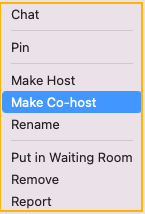 Chat
Pin
Make Host
Make Co-host
Rename
Put in Waiting Room
Remove
Report